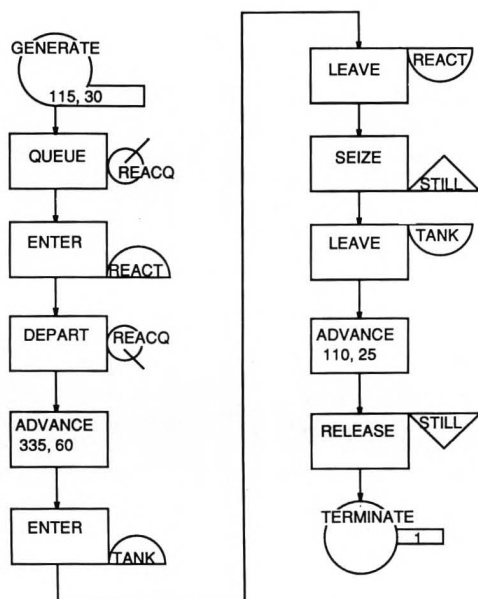 GENERATE
115, 30
QUEUE
REACQ
ENTER
REACT
DEPART
REACQ
ADVANCE
335, 60
ENTER
TANK
LEAVE
REACT
SEIZE
STILL
LEAVE
TANK
ADVANCE
110, 25
RELEASE
STILL
TERMINATE
1